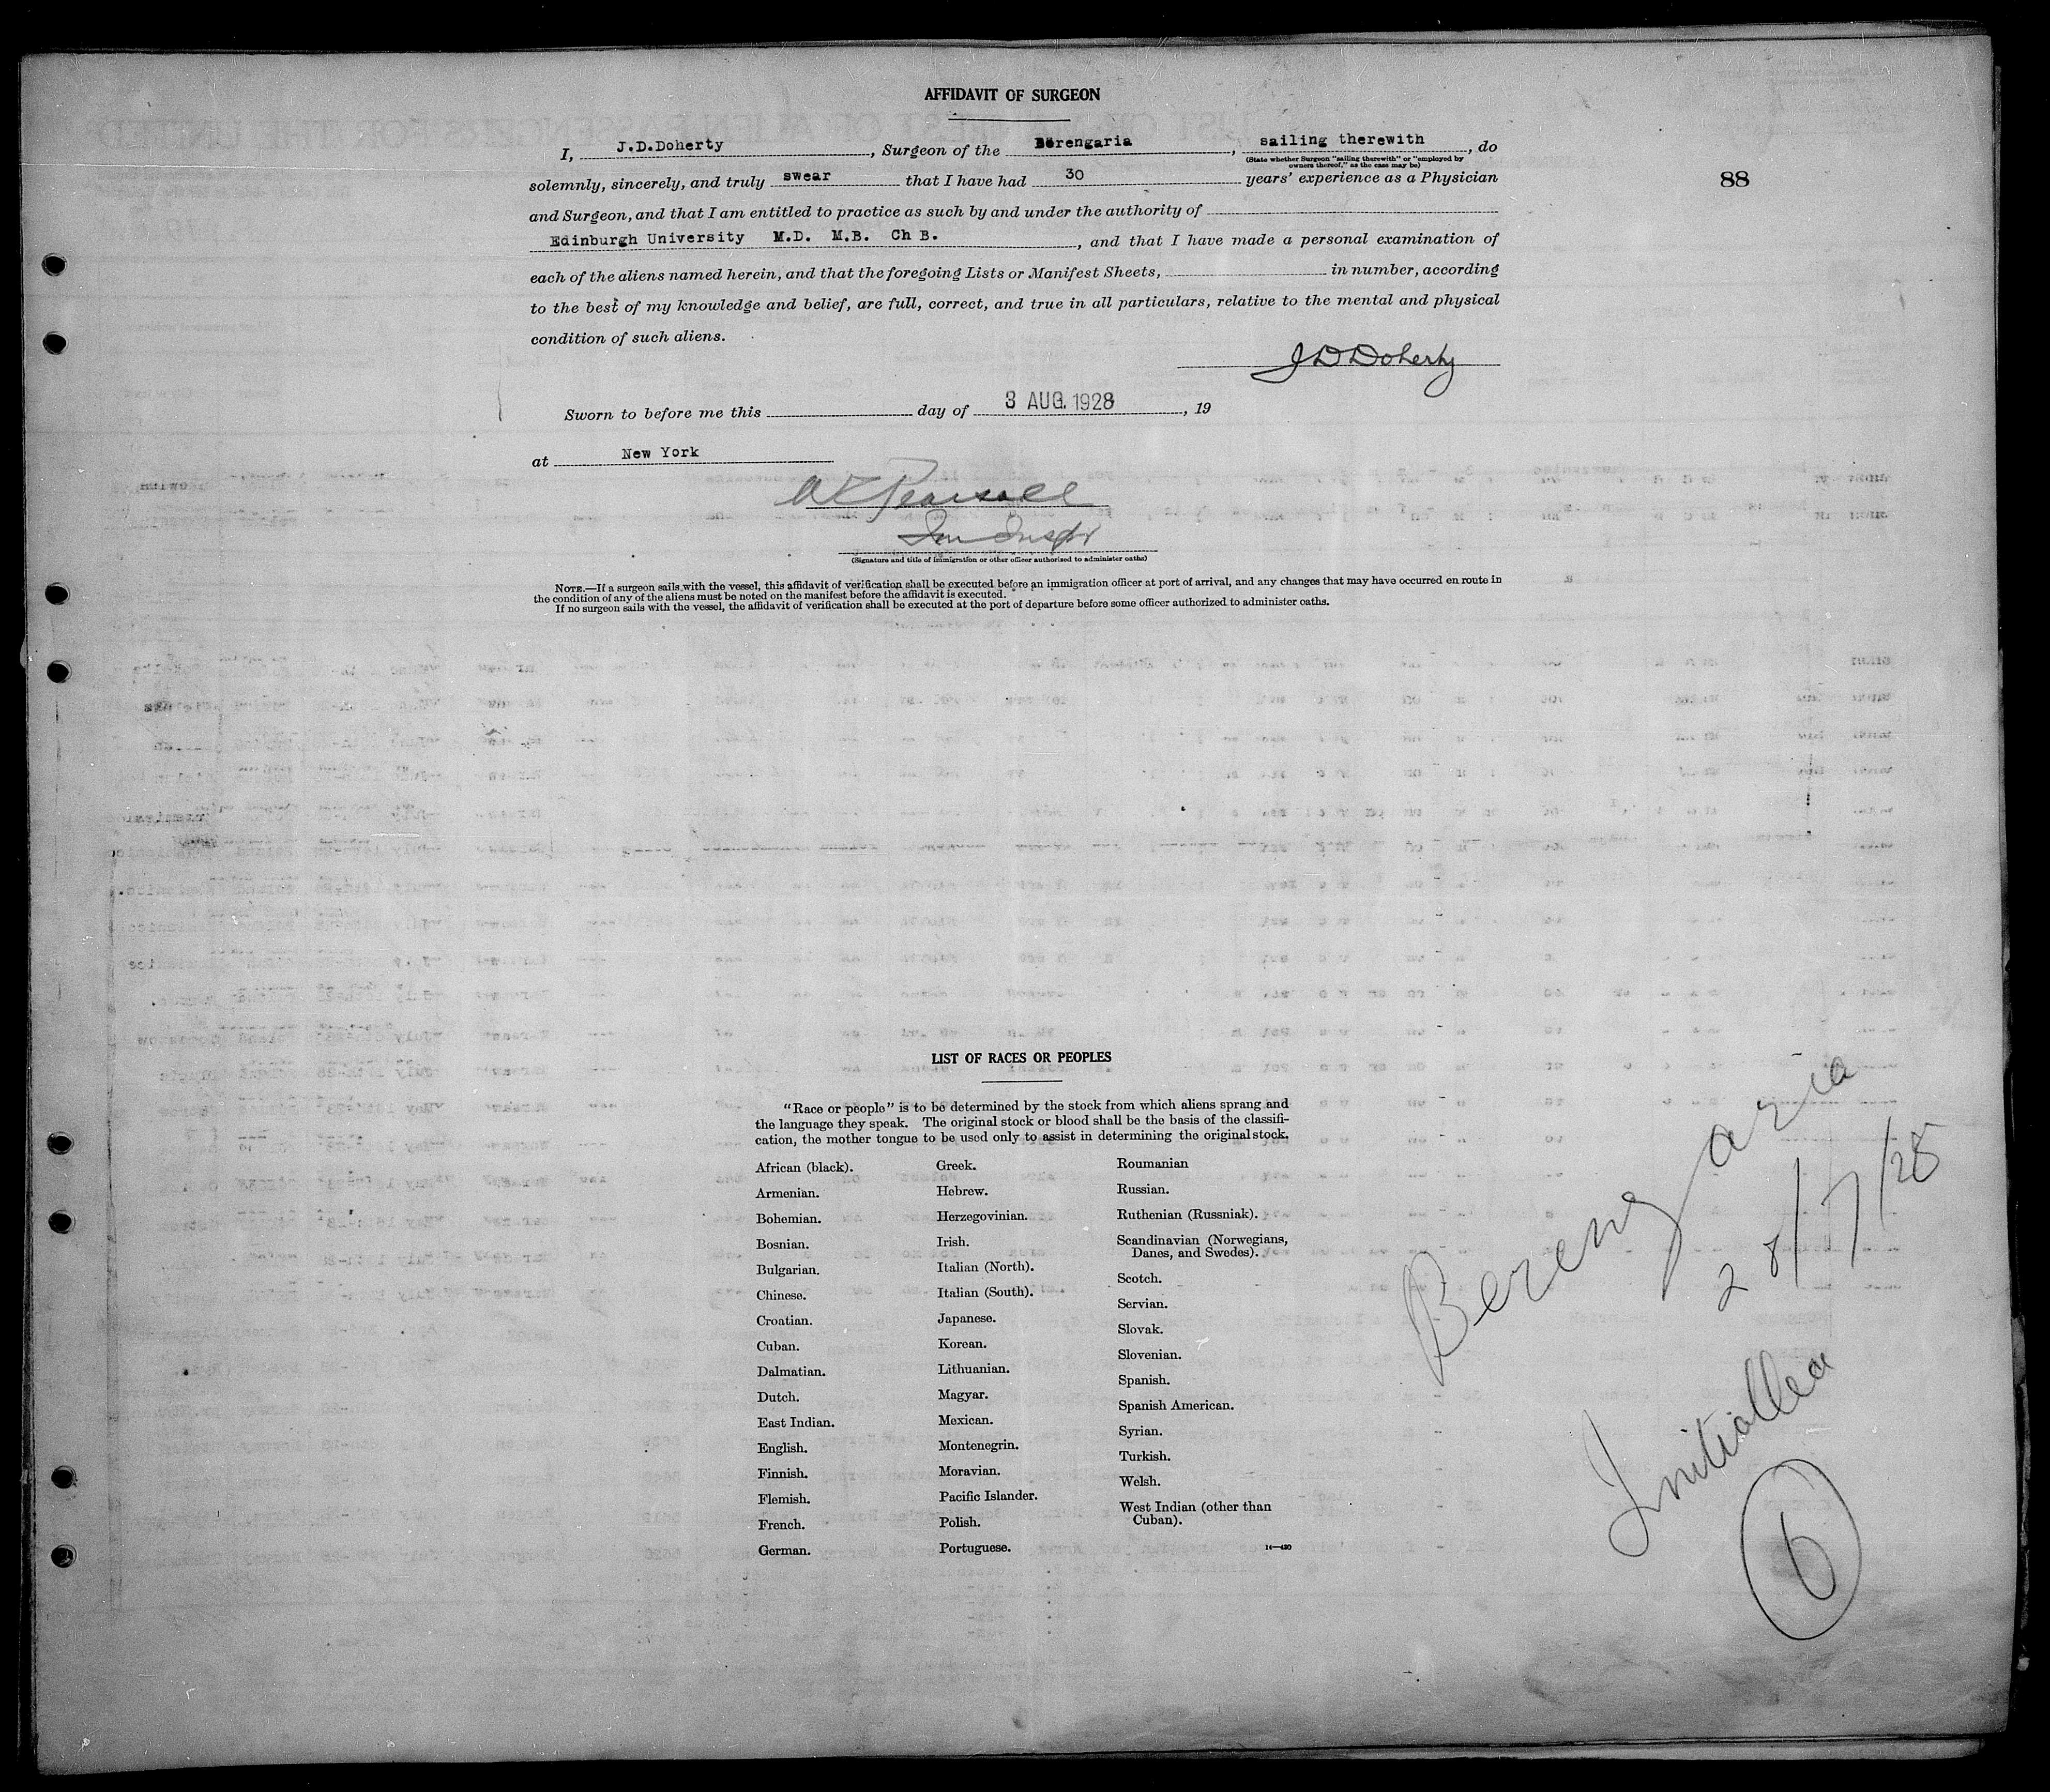 AFFIDAVIT OF SURGEON
I, J.D.Doherty, Surgeon of the Berengaria, sailing therewith, do
(State whether Surgeon "sailing therewith" or "employed by
owners thereof," as the case may be)
solemnly, sincerely, and truly swear that I have had 30 years' experience as a Physician
88
and Surgeon, and that I am entitled to practice as such by and under the authority of
Edinburgh University M.D. M.B. Ch B., and that I have made a personal examination of
each of the aliens named herein, and that the foregoing Lists or Manifest Sheets, in number, according
to the best of my knowledge and belief, are full, correct, and true in all particulars, relative to the mental and physical
condition of such aliens.
J D Doherty
Sworn to before me this day of 3 AUG. 1928, 19
at New York
Imm Inspr
(Signature and title of immigration or other officer authorized to administer oaths)
NOTE.—If a surgeon sails with the vessel, this affidavit of verification shall be executed before an immigration officer at port of arrival, and any changes that may have occurred en route in
the condition of any of the aliens must be noted on the manifest before the affidavit is executed.
If no surgeon sails with the vessel, the affidavit of verification shall be executed at the port of departure before some officer authorized to administer oaths.
LIST OF RACES OR PEOPLES
"Race or people" is to be determined by the stock from which aliens sprang and
the language they speak. The original stock or blood shall be the basis of the classifi-
cation, the mother tongue to be used only to assist in determining the original stock.
African (black).
Armenian.
Bohemian.
Bosnian.
Bulgarian.
Chinese.
Croatian.
Cuban.
Dalmatian.
Dutch.
East Indian.
English.
Finnish.
Flemish.
French.
German.
Greek.
Hebrew.
Herzegovinian.
Irish.
Italian (North).
Italian (South).
Japanese.
Korean.
Lithuanian.
Magyar.
Mexican.
Montenegrin.
Moravian.
Pacific Islander.
Polish.
Portuguese.
Roumanian
Russian.
Ruthenian (Russniak).
Scandinavian (Norwegians,
Danes, and Swedes).
Scotch.
Servian.
Slovak.
Slovenian.
Spanish.
Spanish American.
Syrian.
Turkish.
Welsh.
West Indian (other than
Cuban).
14—430
Berengaria
28/7/28
Initialled
6